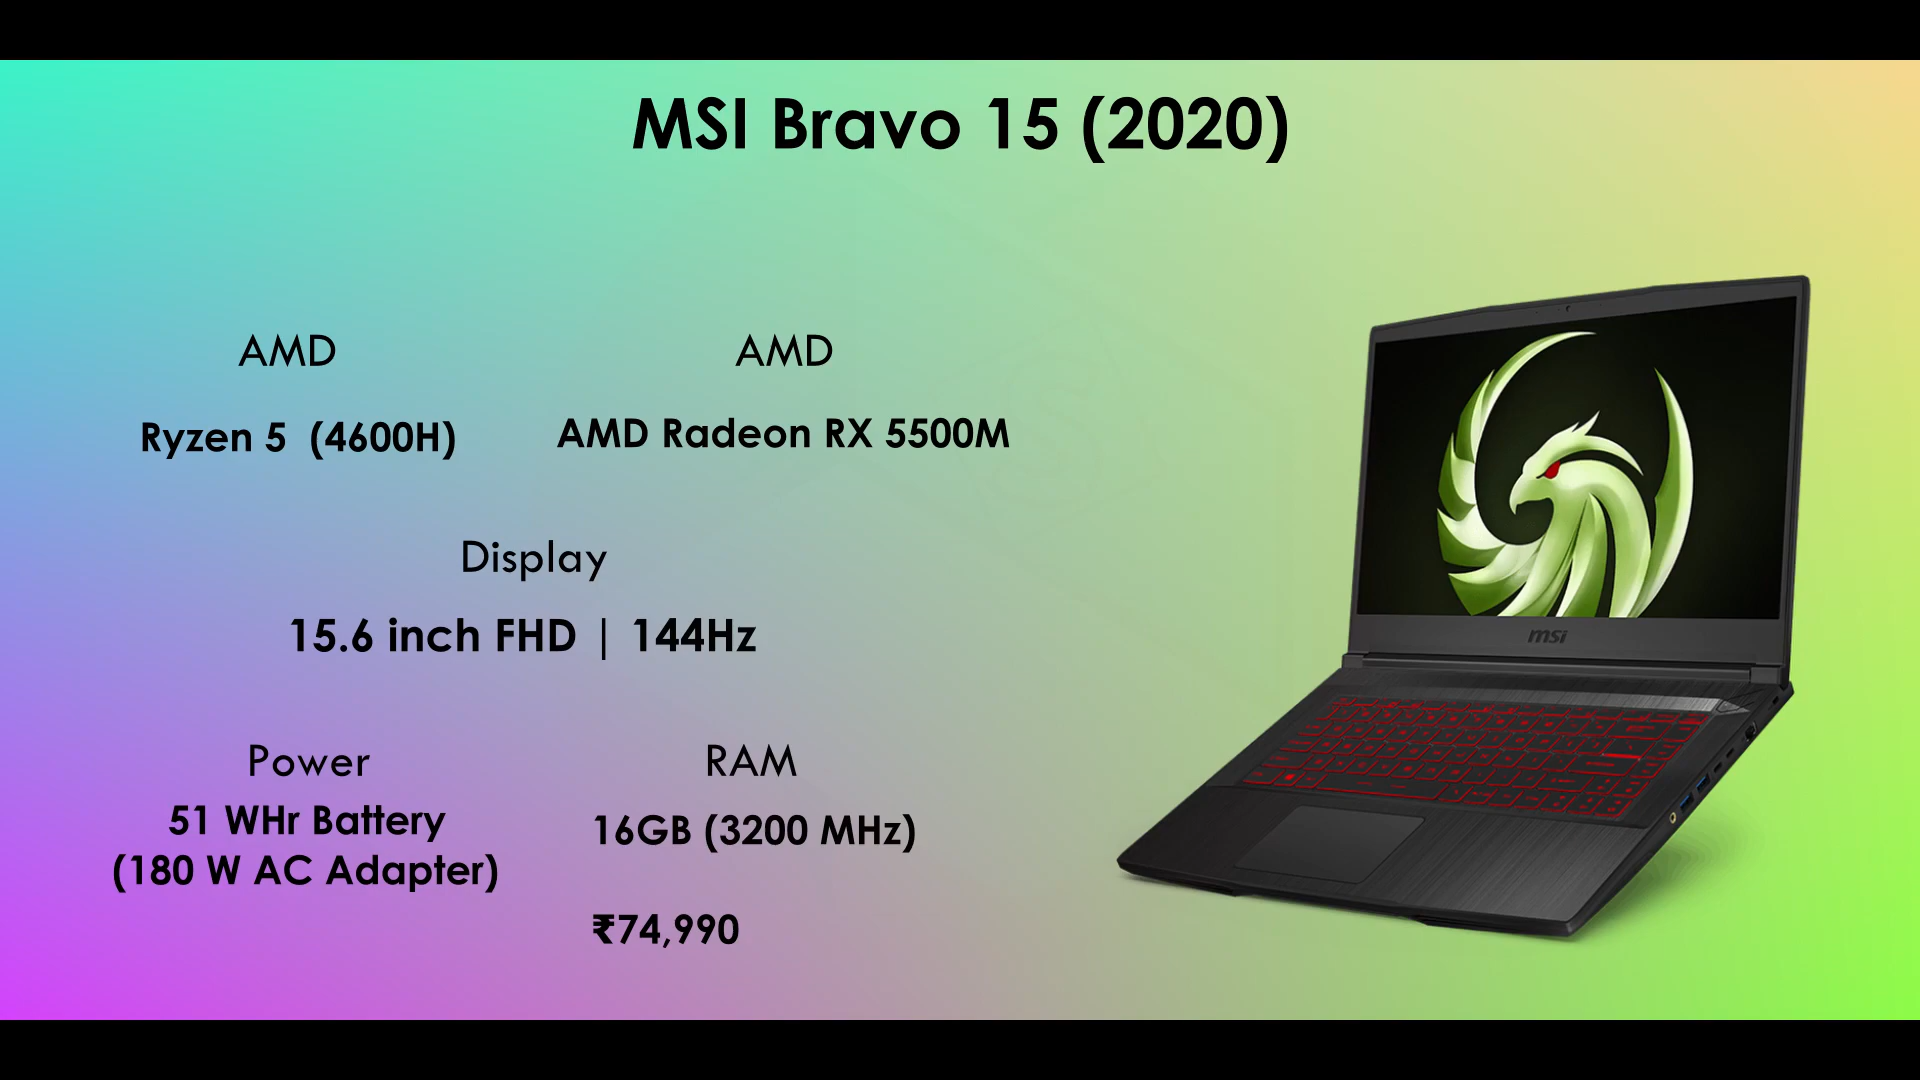 MSI Bravo 15 (2020)
AMD
AMD
Ryzen 5  (4600H)
AMD Radeon RX 5500M
Display
15.6 inch FHD | 144Hz
Power
RAM
51 WHr Battery
(180 W AC Adapter)
16GB (3200 MHz)
₹74,990
msi